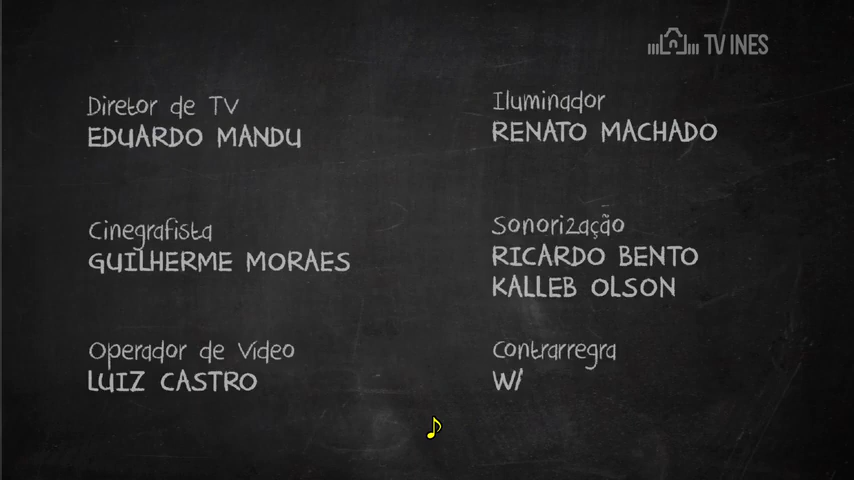 TV INES
Diretor de TV
EDUARDO MANDU
Iluminador
RENATO MACHADO
Cinegrafista
GUILHERME MORAES
Sonorização
RICARDO BENTO
KALLEB OLSON
Operador de Vídeo
LUIZ CASTRO
Contrarregra
W/